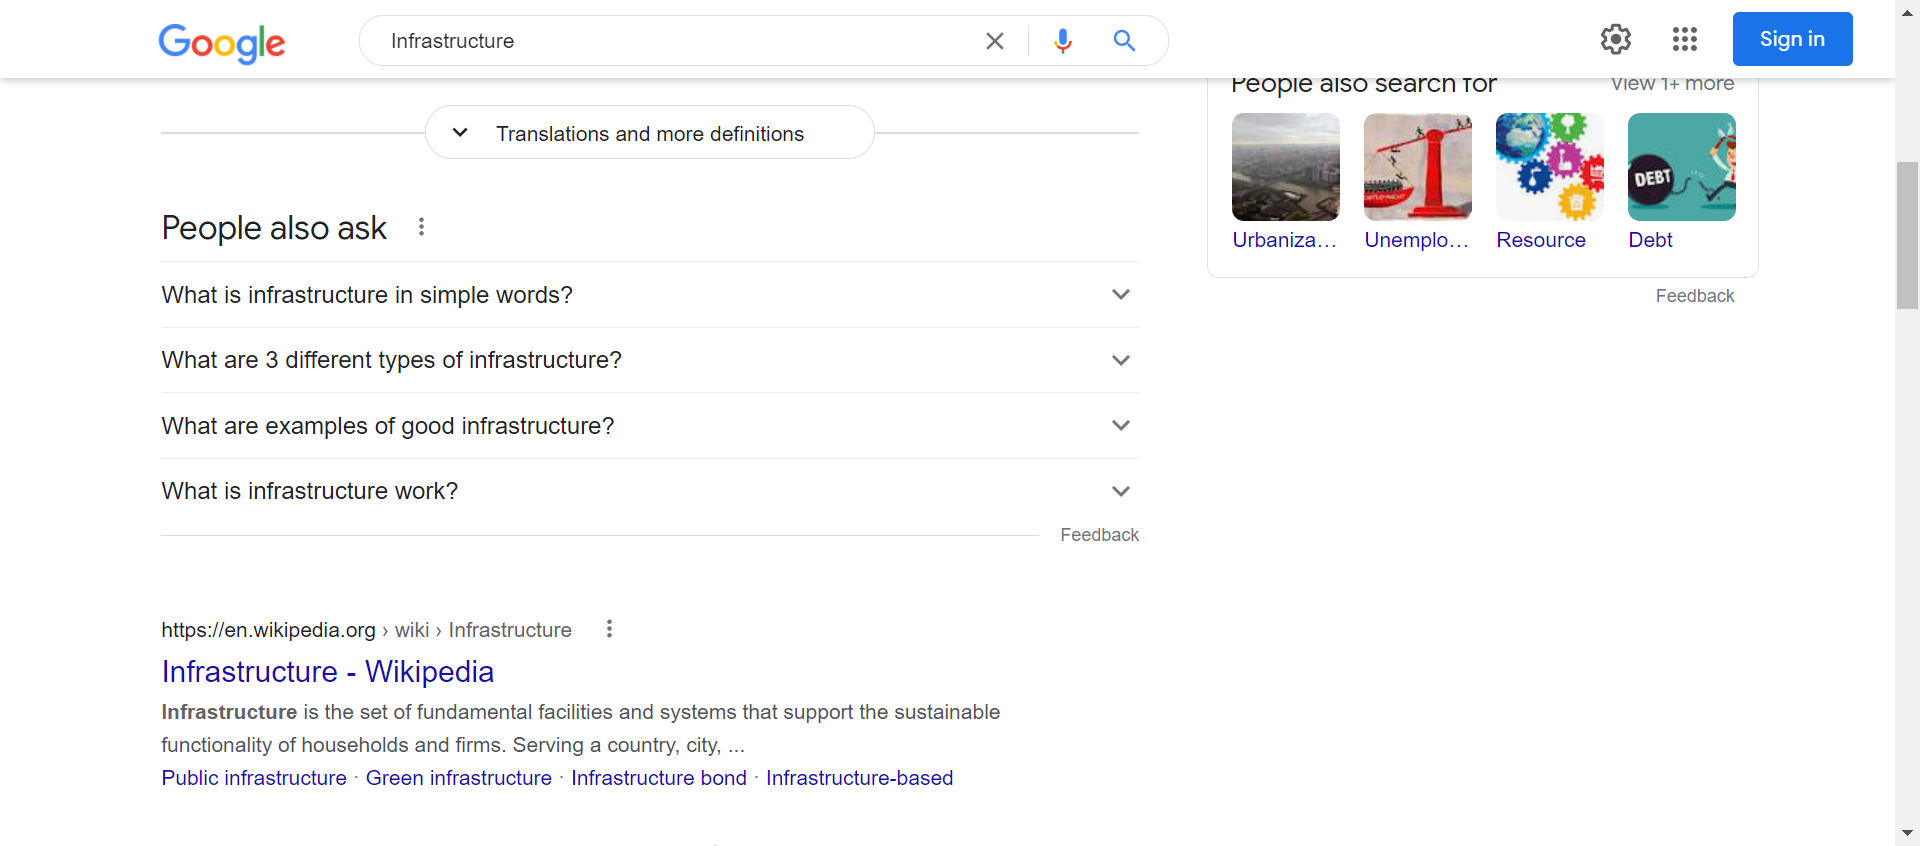 Google
Infrastructure
Sign in
People also search for
View 1+ more
Translations and more definitions
DEBT
Urbaniza...
Unemplo...
Resource
Debt
People also ask
Feedback
What is infrastructure in simple words?
What are 3 different types of infrastructure?
What are examples of good infrastructure?
What is infrastructure work?
Feedback
https://en.wikipedia.org › wiki › Infrastructure
Infrastructure - Wikipedia
Infrastructure is the set of fundamental facilities and systems that support the sustainable
functionality of households and firms. Serving a country, city, ...
Public infrastructure · Green infrastructure · Infrastructure bond · Infrastructure-based